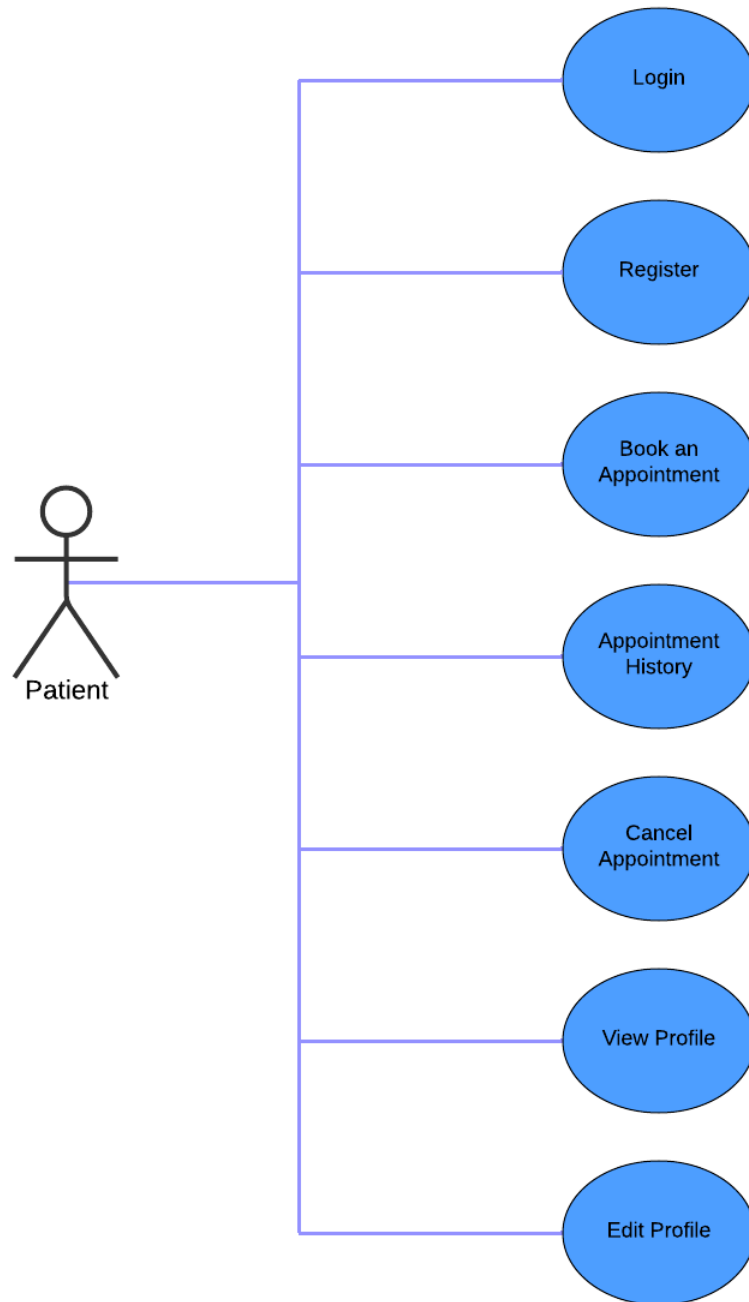 Login
Register
Book an
Appointment
Patient
Appointment
History
Cancel
Appointment
View Profile
Edit Profile